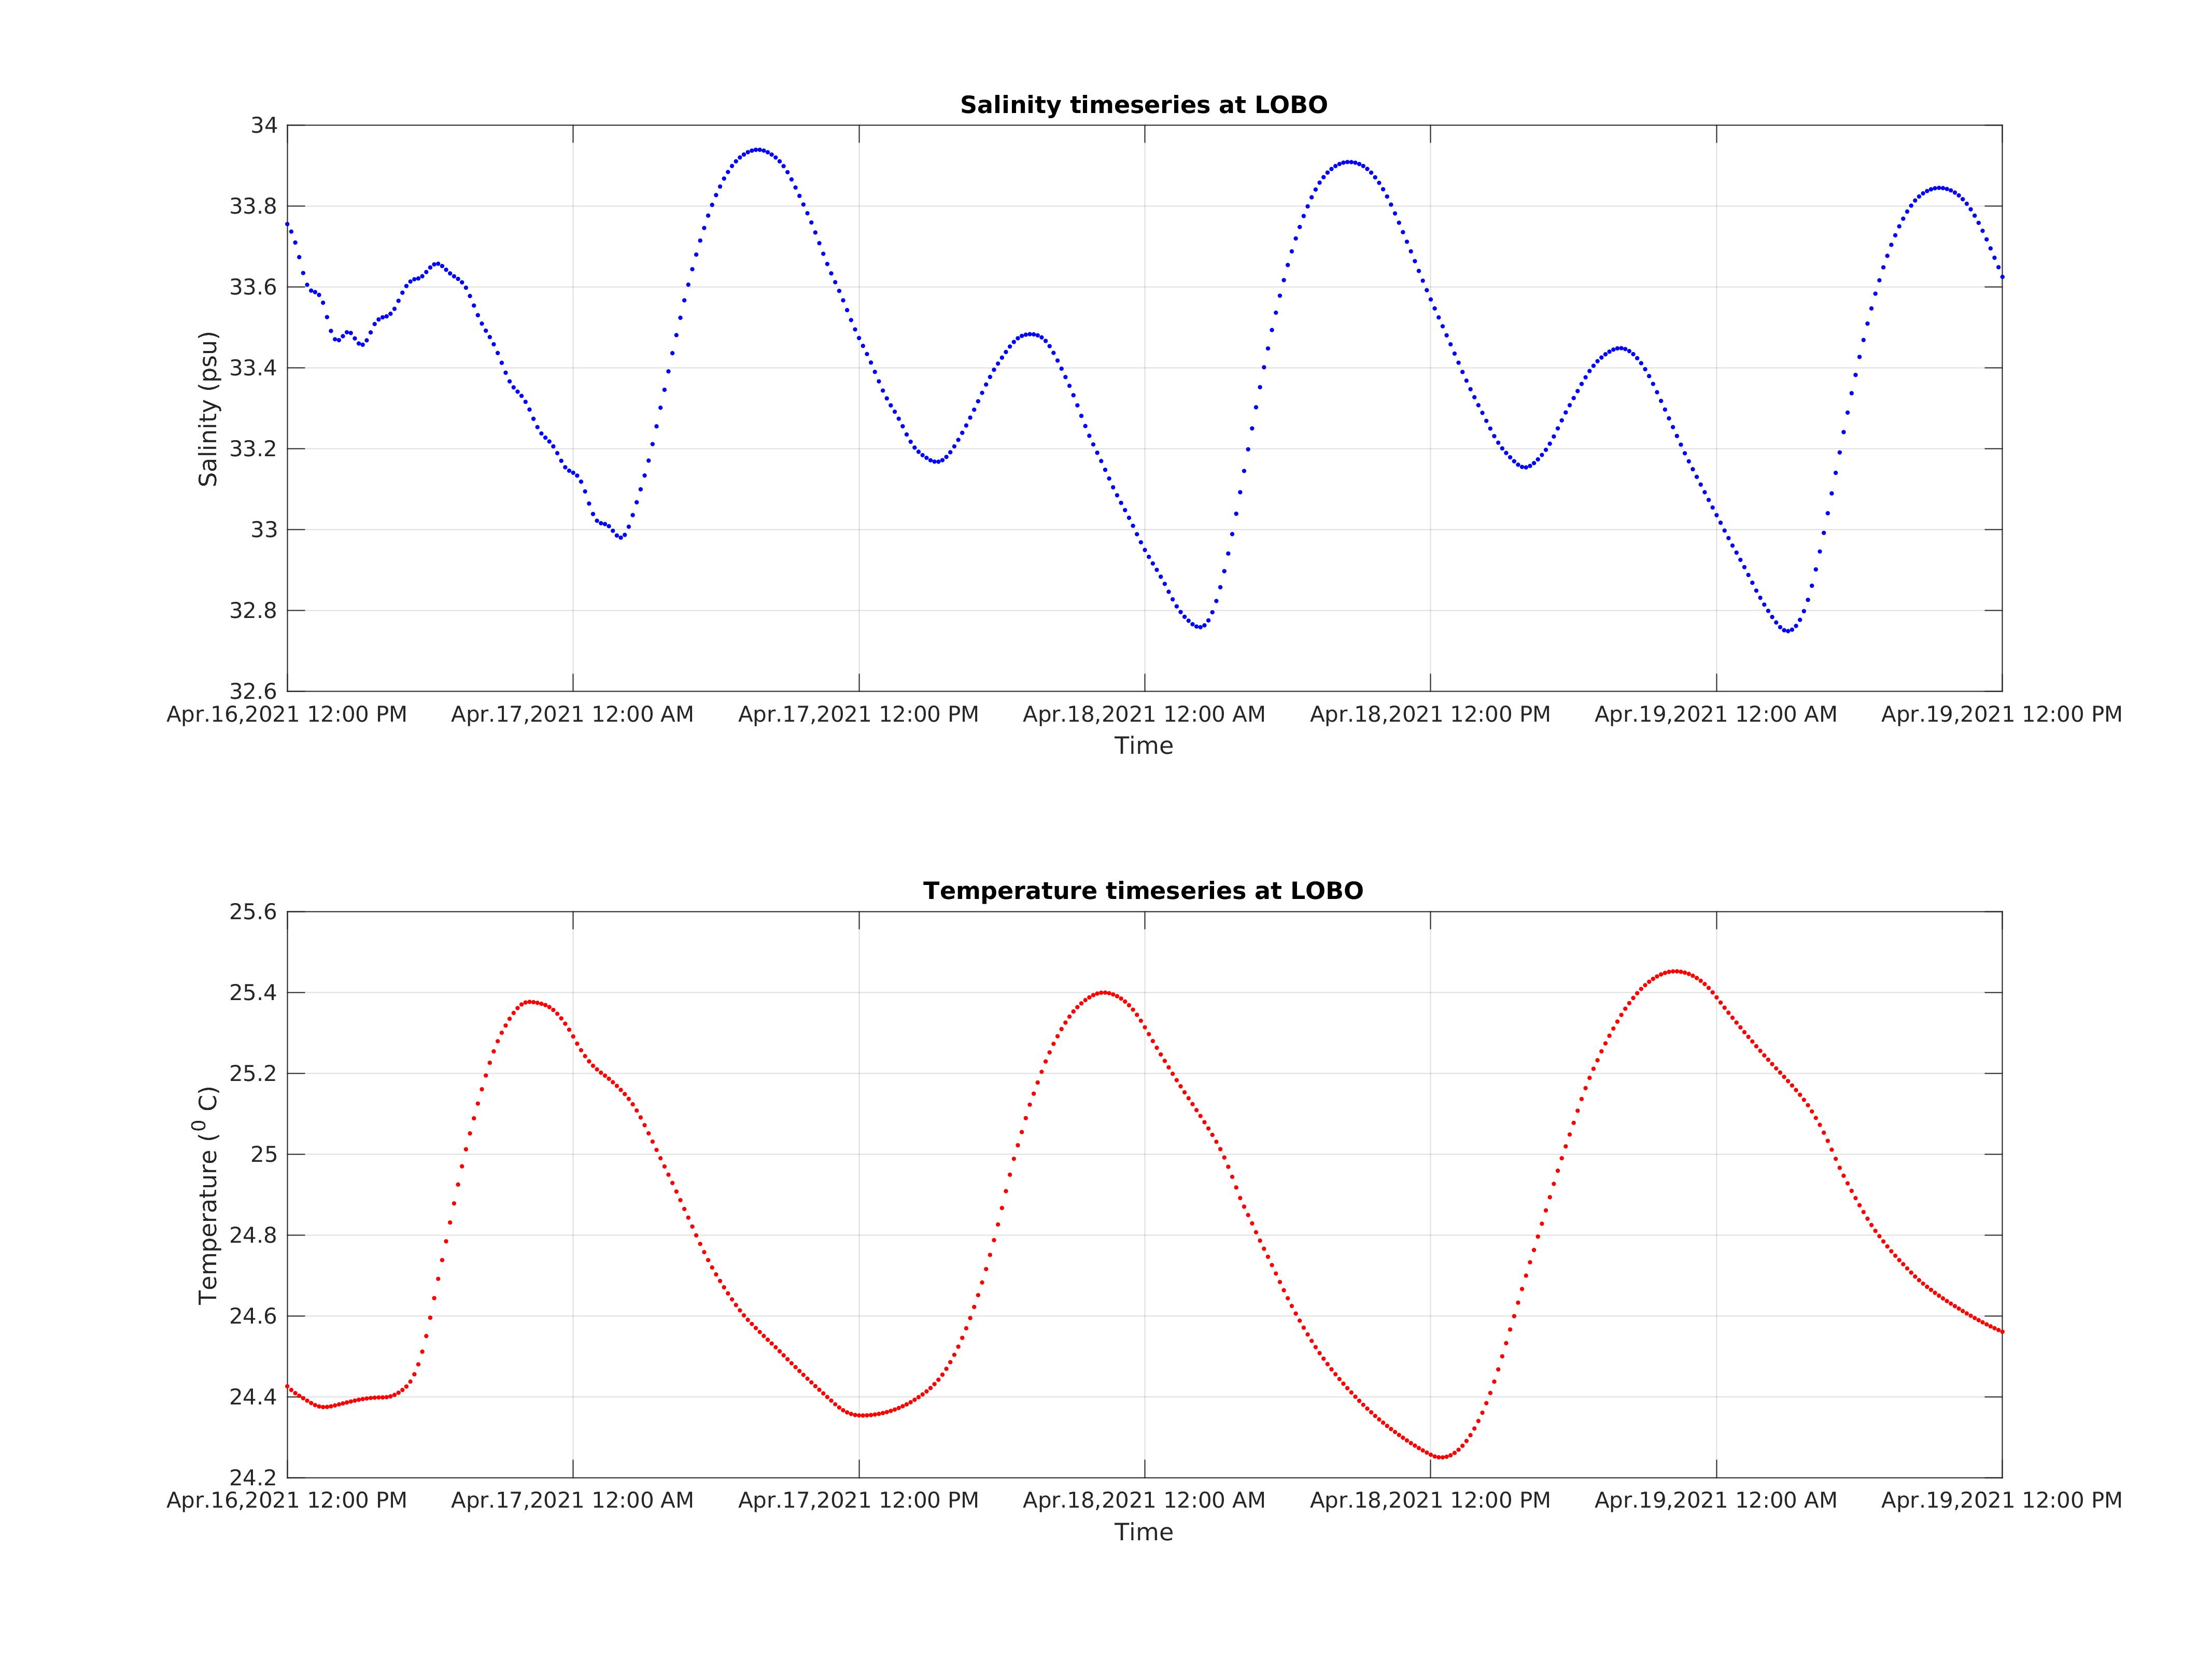 Salinity timeseries at LOBO
34
33.8
33.6
33.4
33.2
33
32.8
32.6
Salinity (psu)
Apr.16,2021 12:00 PM Apr.17,2021 12:00 AM Apr.17,2021 12:00 PM Apr.18,2021 12:00 AM Apr.18,2021 12:00 PM Apr.19,2021 12:00 AM Apr.19,2021 12:00 PM
Time
Temperature timeseries at LOBO
25.6
25.4
25.2
25
24.8
24.6
24.4
24.2
Temperature (⁰ C)
Apr.16,2021 12:00 PM Apr.17,2021 12:00 AM Apr.17,2021 12:00 PM Apr.18,2021 12:00 AM Apr.18,2021 12:00 PM Apr.19,2021 12:00 AM Apr.19,2021 12:00 PM
Time